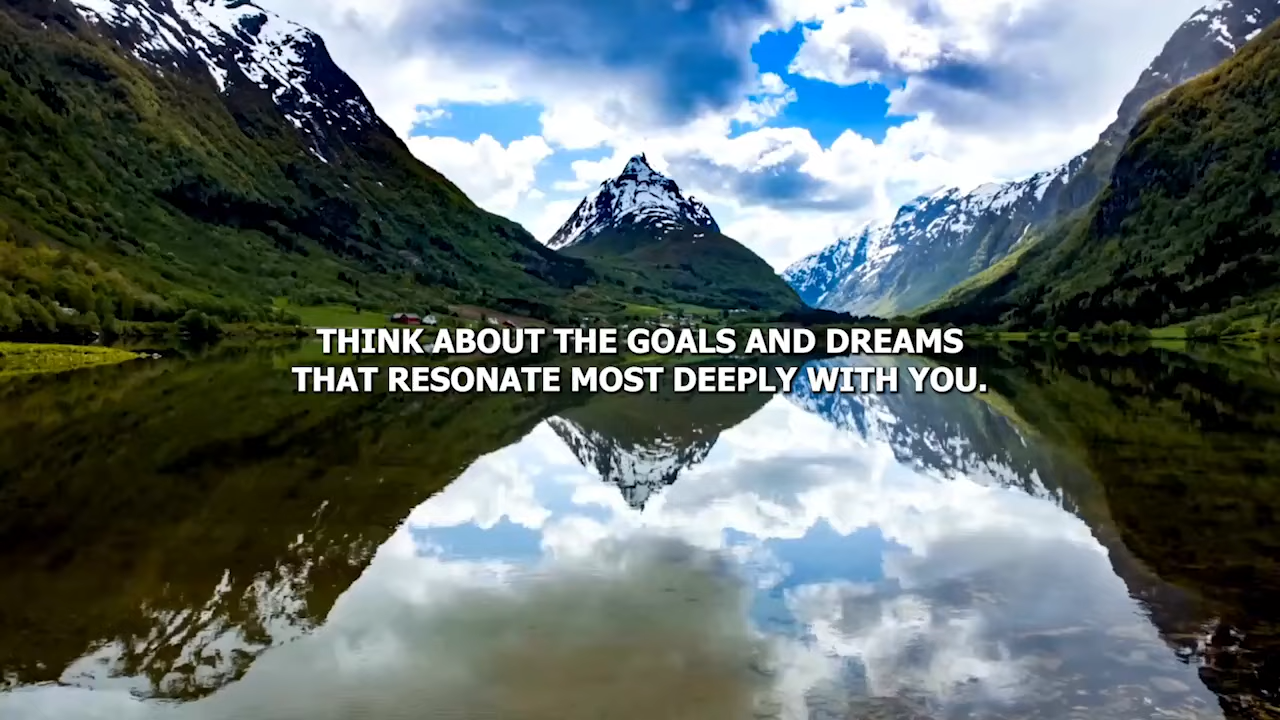 THINK ABOUT THE GOALS AND DREAMS
THAT RESONATE MOST DEEPLY WITH YOU.